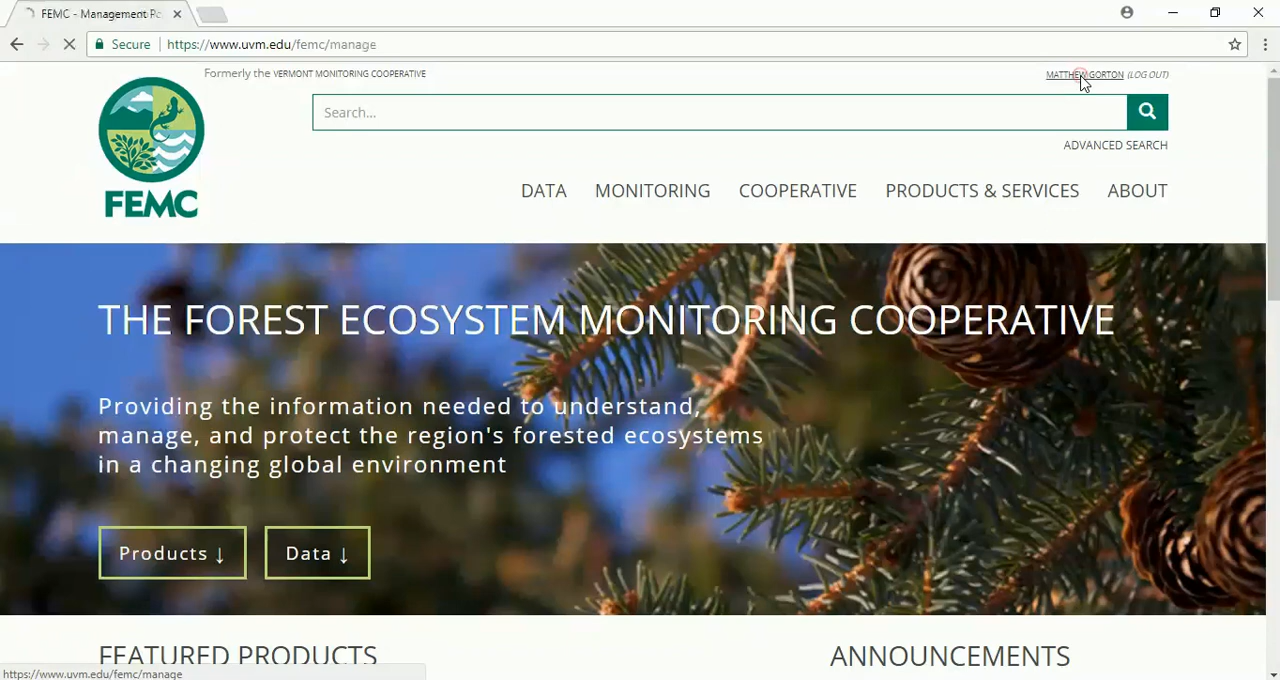 FEMC - Management Po
Secure
https://www.uvm.edu/femc/manage
Formerly the VERMONT MONITORING COOPERATIVE
MATTHEW GORTON (LOG OUT)
Search...
ADVANCED SEARCH
FEMC
DATA MONITORING COOPERATIVE PRODUCTS & SERVICES ABOUT
THE FOREST ECOSYSTEM MONITORING COOPERATIVE
Providing the information needed to understand,
manage, and protect the region's forested ecosystems
in a changing global environment
Products ↓ Data ↓
FEATURED PRODUCTS ANNOUNCEMENTS
https://www.uvm.edu/femc/manage